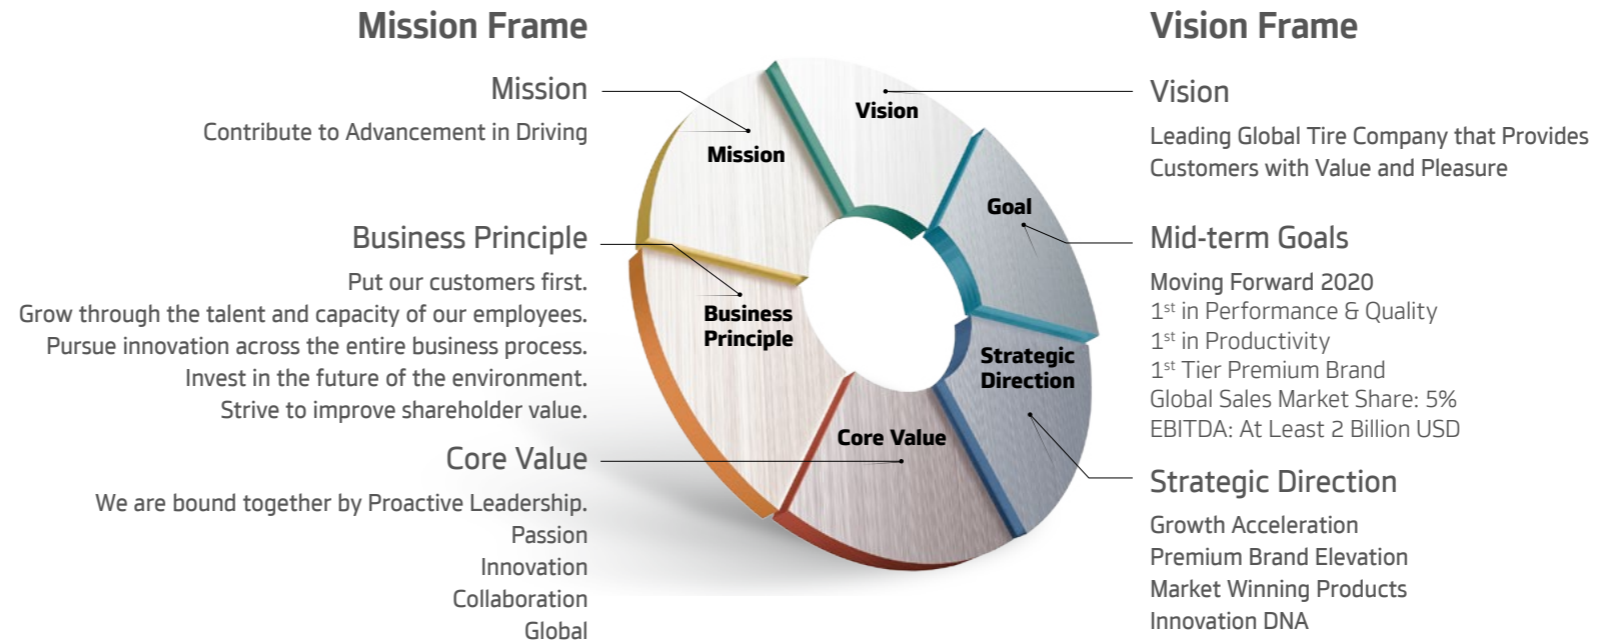 Mission Frame
Mission
Contribute to Advancement in Driving
Business Principle
Put our customers first.
Grow through the talent and capacity of our employees.
Pursue innovation across the entire business process.
Invest in the future of the environment.
Strive to improve shareholder value.
Core Value
We are bound together by Proactive Leadership.
Passion
Innovation
Collaboration
Global
Mission
Vision
Goal
Business
Principle
Strategic
Direction
Core Value
Vision Frame
Vision
Leading Global Tire Company that Provides
Customers with Value and Pleasure
Mid-term Goals
Moving Forward 2020
1st in Performance & Quality
1st in Productivity
1st Tier Premium Brand
Global Sales Market Share: 5%
EBITDA: At Least 2 Billion USD
Strategic Direction
Growth Acceleration
Premium Brand Elevation
Market Winning Products
Innovation DNA